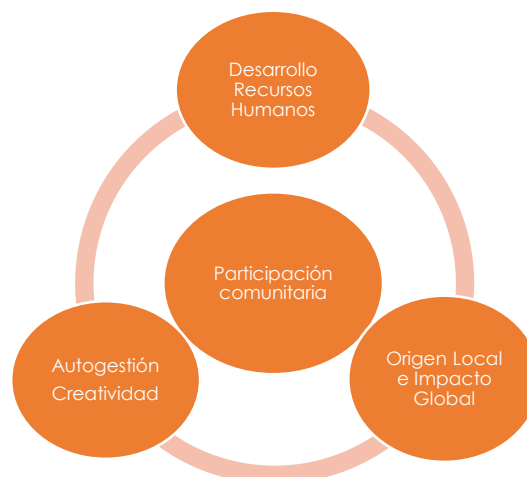 Desarrollo
Recursos
Humanos
Participación
comunitaria
Autogestión
Creatividad
Origen Local
e Impacto
Global